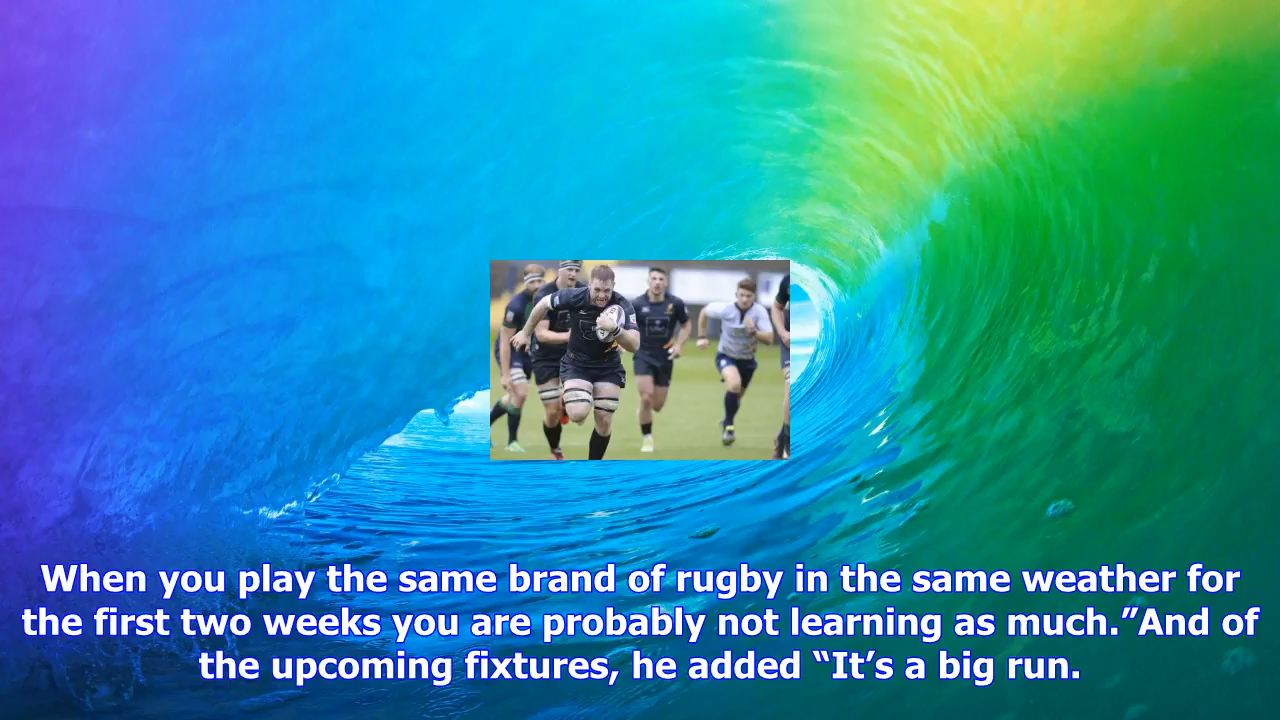 When you play the same brand of rugby in the same weather for
the first two weeks you are probably not learning as much.”And of
the upcoming fixtures, he added “It’s a big run.